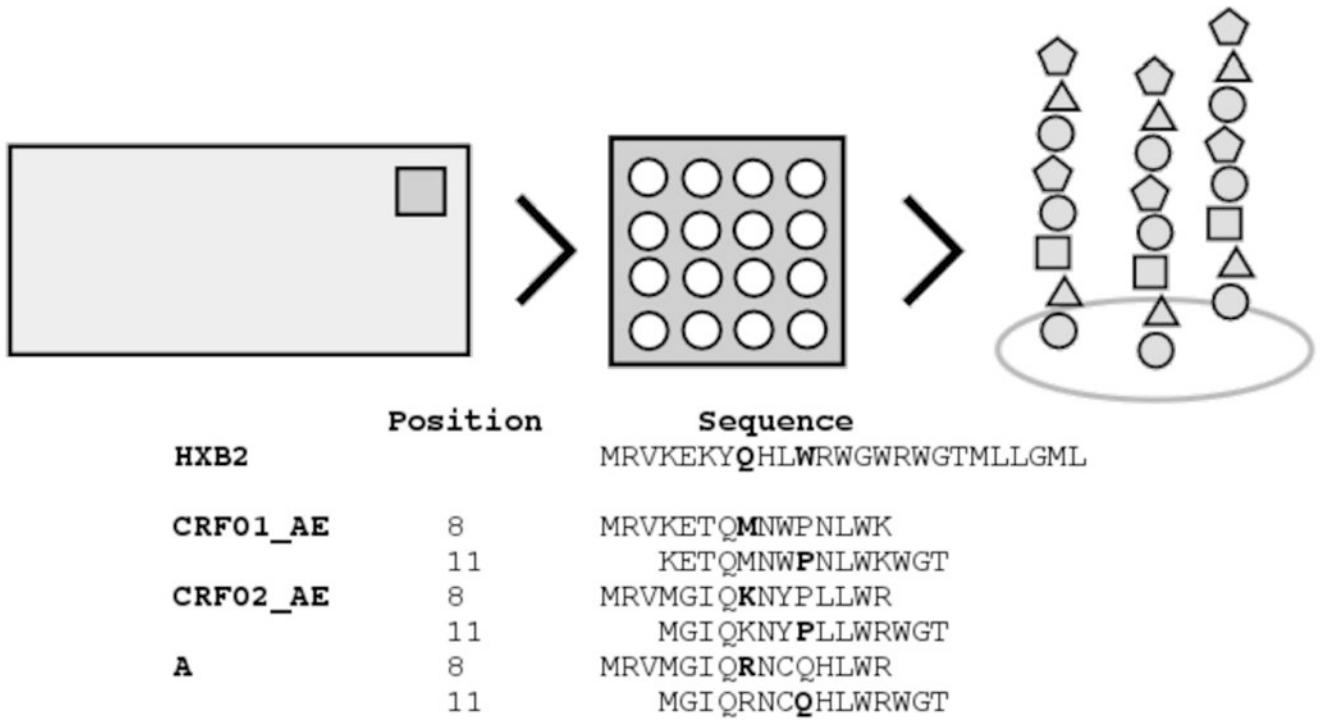 Position Sequence
HXB2 MRVKEKYQHLWRWGWRWGTMLLGML
CRF01_AE 8 MRVKETQMNWPNLWK
11 KETQMNWPNLWKWGT
CRF02_AE 8 MRVMGIQKNYPLLWR
11 MGIQKNYPLLWRWGT
A 8 MRVMGIQRNCQHLWR
11 MGIQRNCQHLWRWGT